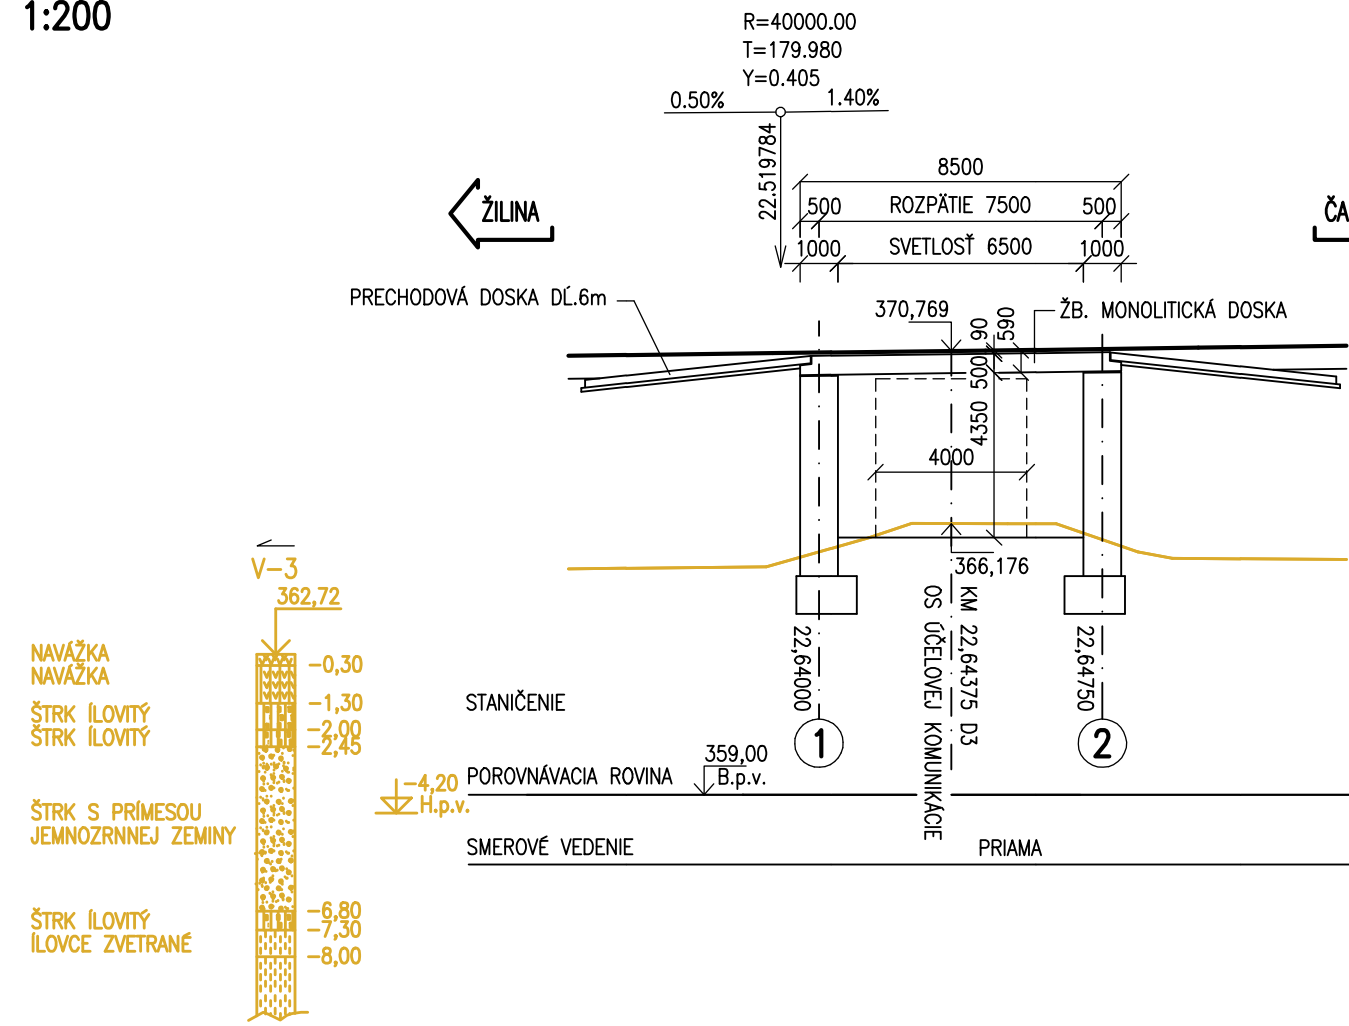 1:200
R=40000.00
T=179.980
Y=0.405
0.50%
1.40%
22.519784
8500
500
ROZPÄTIE 7500
500
1000
SVETLOSŤ 6500
1000
ŽILINA
ČA
PRECHODOVÁ DOSKA DĹ.6m
370,769
90
590
ŽB. MONOLITICKÁ DOSKA
500
4350
4000
366,176
V-3
362,72
NAVÁŽKA
-0,30
NAVÁŽKA
-1,30
ŠTRK ÍLOVITÝ
-2,00
ŠTRK ÍLOVITÝ
-2,45
ŠTRK S PRÍMESOU
JEMNOZRNNEJ ZEMINY
-4,20
H.p.v.
-6,80
ŠTRK ÍLOVITÝ
-7,30
ÍLOVCE ZVETRANÉ
-8,00
22,64000
OS ÚČELOVEJ KOMUNIKÁCIE
KM 22,64375 D3
22,64750
STANIČENIE
1
2
POROVNÁVACIA ROVINA
359,00
B.p.v.
SMEROVÉ VEDENIE
PRIAMA